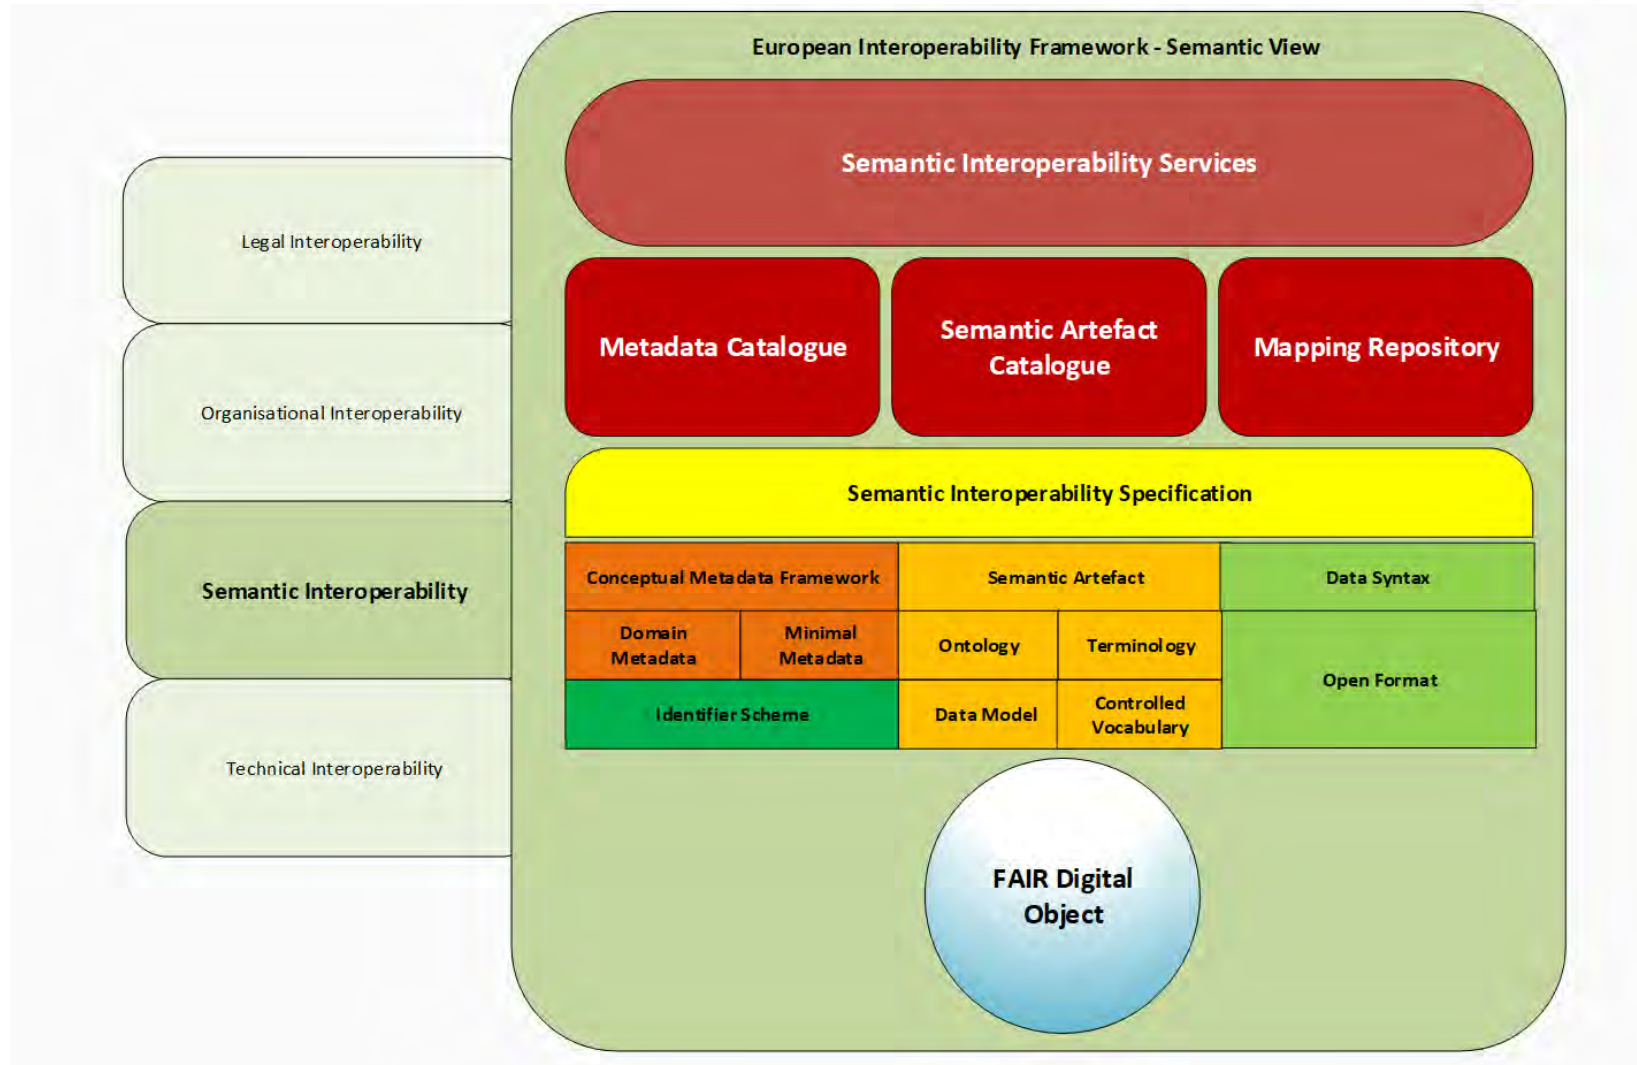 European Interoperability Framework - Semantic View
Semantic Interoperability Services
Legal Interoperability
Metadata Catalogue
Semantic Artefact
Catalogue
Mapping Repository
Organisational Interoperability
Semantic Interoperability Specification
Semantic Interoperability
Conceptual Metadata Framework
Semantic Artefact
Data Syntax
Domain
Metadata
Minimal
Metadata
Ontology
Terminology
Open Format
Identifier Scheme
Data Model
Controlled
Vocabulary
Technical Interoperability
FAIR Digital
Object